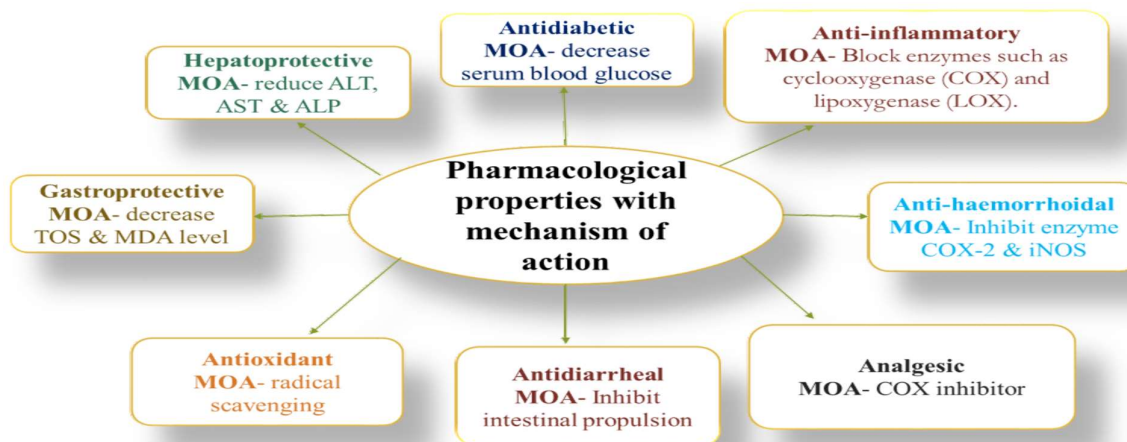 Antidiabetic
MOA- decrease
serum blood glucose
Anti-inflammatory
MOA- Block enzymes such as
cyclooxygenase (COX) and
lipoxygenase (LOX).
Hepatoprotective
MOA- reduce ALT,
AST & ALP
Pharmacological
properties with
mechanism of
action
Gastroprotective
MOA- decrease
TOS & MDA level
Anti-haemorrhoidal
MOA- Inhibit enzyme
COX-2 & iNOS
Antioxidant
MOA- radical
scavenging
Antidiarrheal
MOA- Inhibit
intestinal propulsion
Analgesic
MOA- COX inhibitor